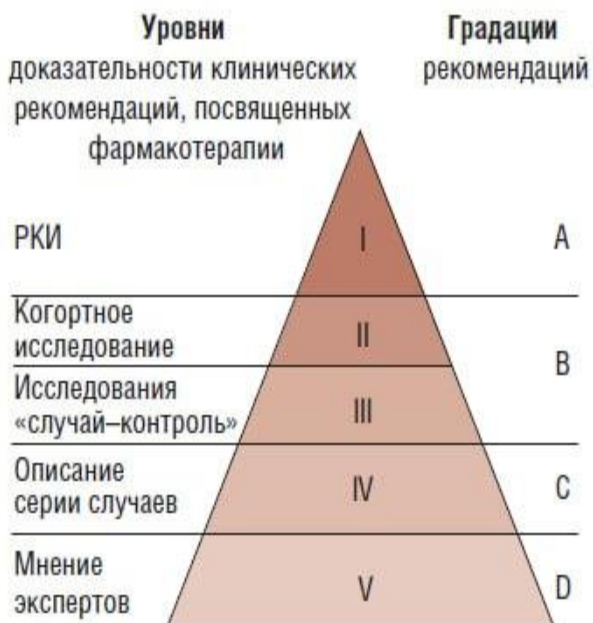 Уровни
доказательности клинических
рекомендаций, посвященных
фармакотерапии
Градации
рекомендаций
РКИ
I
A
Когортное
исследование
II
B
Исследования
«случай–контроль»
III
Описание
серии случаев
IV
C
Мнение
экспертов
V
D